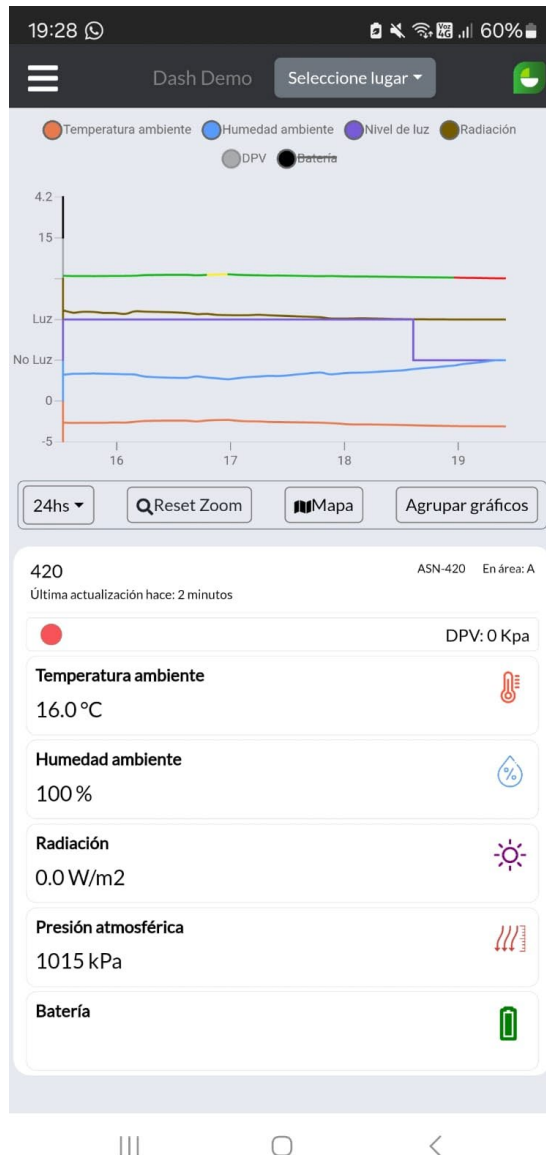 19:28 60%
Dash Demo Seleccione lugar
Temperatura ambiente Humedad ambiente Nivel de luz Radiación
DPV Batería
4.2
15
Luz
No Luz
0
-5
16 17 18 19
24hs Reset Zoom Mapa Agrupar gráficos
420 ASN-420 En área: A
Última actualización hace: 2 minutos
DPV: 0 Kpa
Temperatura ambiente
16.0 °C
Humedad ambiente
%
100 %
Radiación
0.0 W/m2
Presión atmosférica
1015 kPa
Batería